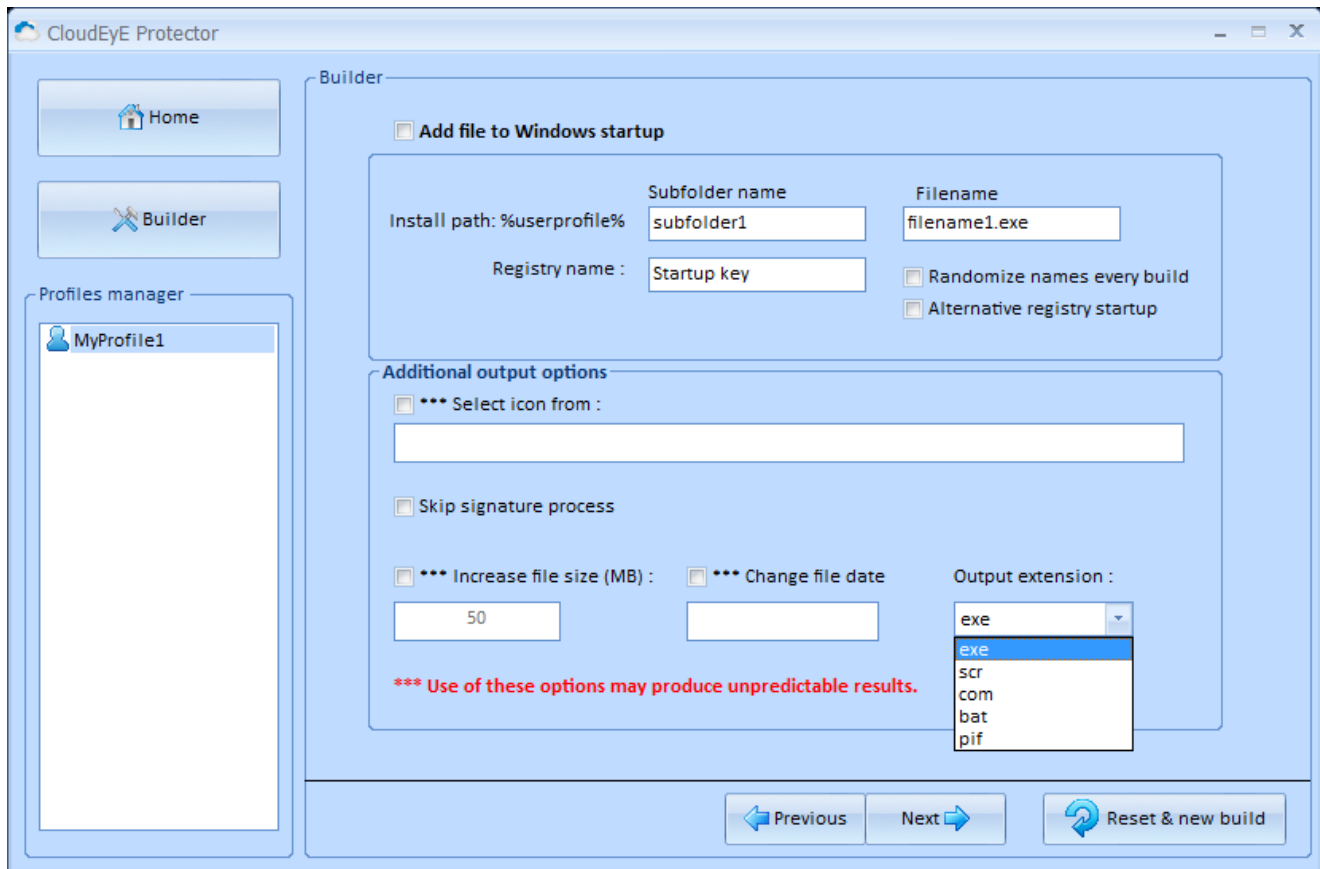 CloudEyE Protector
Home
Builder
Profiles manager
MyProfile1
Builder
Add file to Windows startup
Subfolder name
Filename
Install path: %userprofile%
subfolder1
filename1.exe
Registry name :
Startup key
Randomize names every build
Alternative registry startup
Additional output options
*** Select icon from :
Skip signature process
*** Increase file size (MB) :
*** Change file date
Output extension :
50
exe
exe
scr
com
bat
pif
*** Use of these options may produce unpredictable results.
Previous
Next
Reset & new build